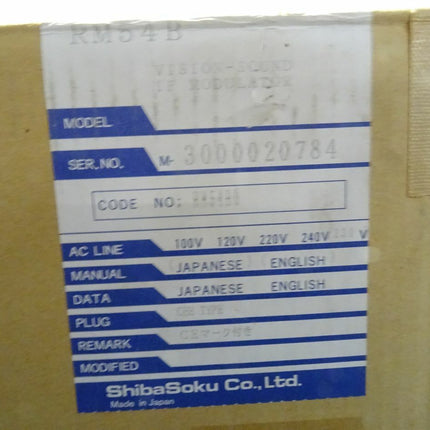 RM54B
VISION-SOUND
IF MODULATOR
MODEL
SER.NO. M- 3000020784
CODE NO:
AC LINE 100V 120V 220V 240V V
MANUAL JAPANESE ENGLISH
DATA JAPANESE ENGLISH
PLUG TYPE
REMARK CEマーク付き
MODIFIED
ShibaSoku Co., Ltd.
Made in Japan